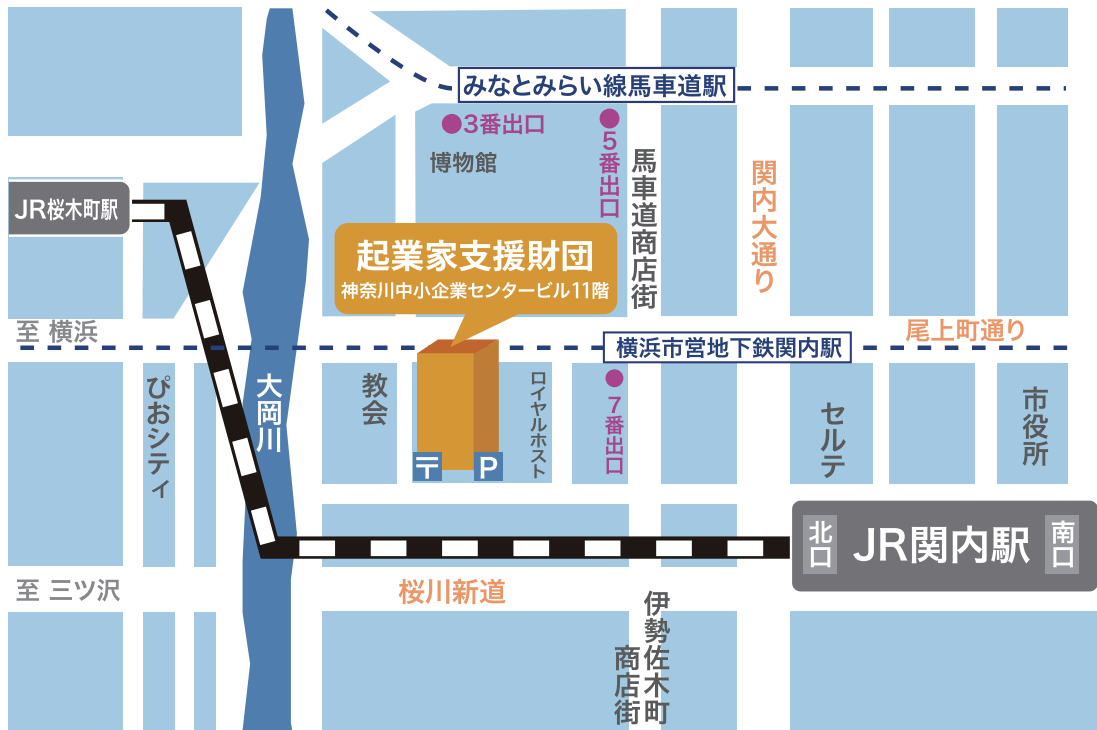 みなとみらい線馬車道駅
3番出口
5番出口
博物館
馬車道商店街
関内大通り
JR桜木町駅
起業家支援財団
神奈川中小企業センタービル11階
至 横浜
尾上町通り
横浜市営地下鉄関内駅
ぴおシティ
大岡川
教会
ロイヤルホスト
7番出口
セルテ
市役所
〒
P
北口
JR関内駅
南口
至 三ツ沢
桜川新道
伊勢佐木町
商店街